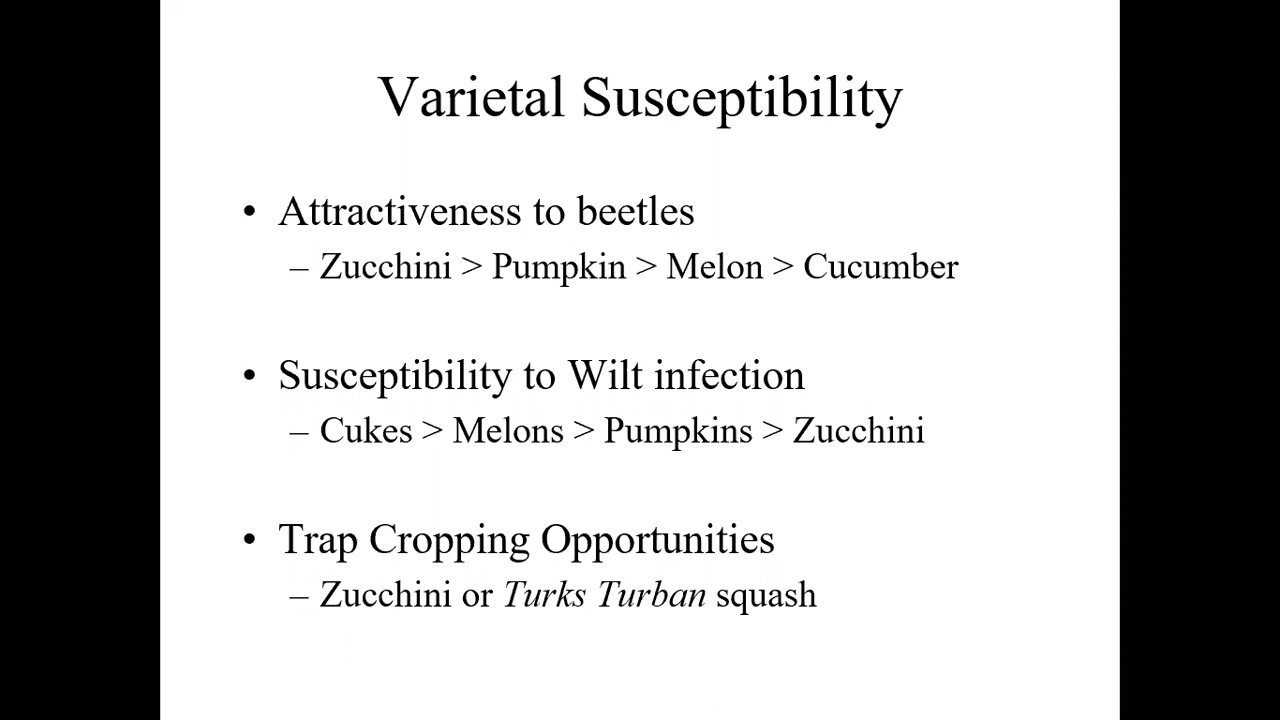 Varietal Susceptibility
• Attractiveness to beetles
– Zucchini > Pumpkin > Melon > Cucumber
• Susceptibility to Wilt infection
– Cukes > Melons > Pumpkins > Zucchini
• Trap Cropping Opportunities
– Zucchini or Turks Turban squash